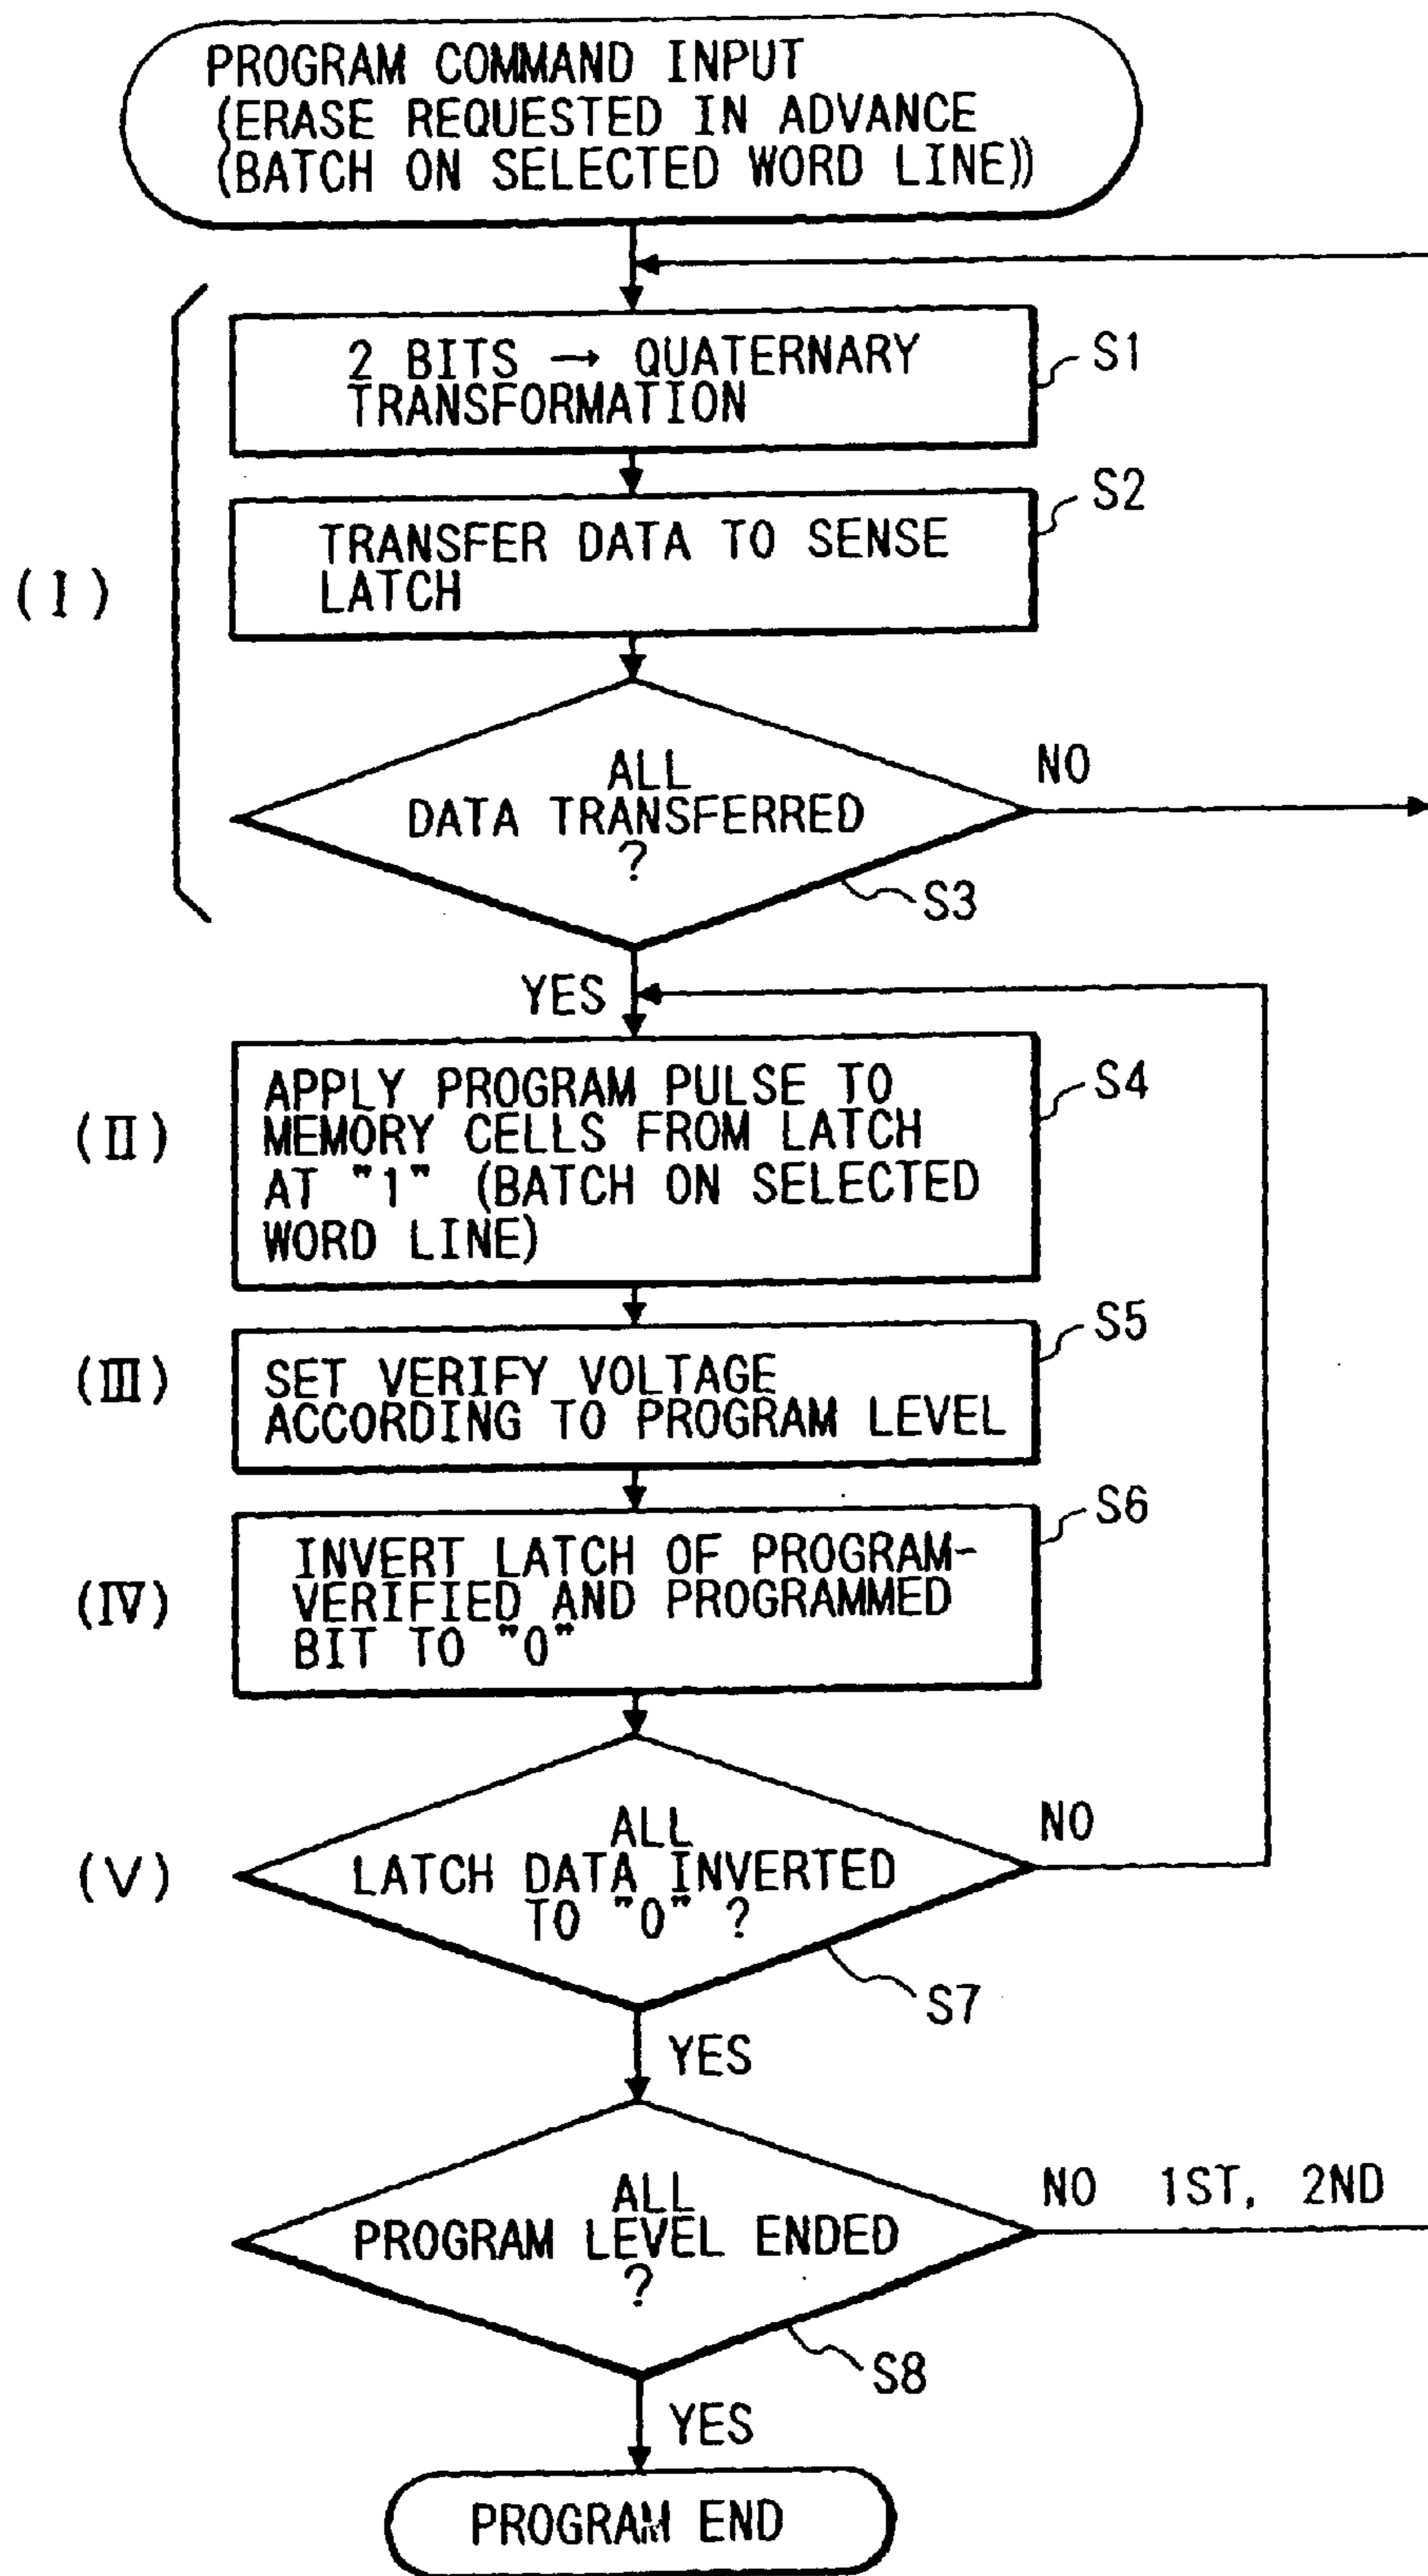 PROGRAM COMMAND INPUT
(ERASE REQUESTED IN ADVANCE
(BATCH ON SELECTED WORD LINE))
2 BITS → QUATERNARY
TRANSFORMATION
S1
TRANSFER DATA TO SENSE
LATCH
S2
(I)
ALL
DATA TRANSFERRED
?
NO
S3
YES
(II)
APPLY PROGRAM PULSE TO
MEMORY CELLS FROM LATCH
AT "1" (BATCH ON SELECTED
WORD LINE)
S4
(III)
SET VERIFY VOLTAGE
ACCORDING TO PROGRAM LEVEL
S5
(IV)
INVERT LATCH OF PROGRAM-
VERIFIED AND PROGRAMMED
BIT TO "0"
S6
(V)
ALL
LATCH DATA INVERTED
TO "0" ?
NO
S7
YES
ALL
PROGRAM LEVEL ENDED
?
NO 1ST, 2ND
S8
YES
PROGRAM END